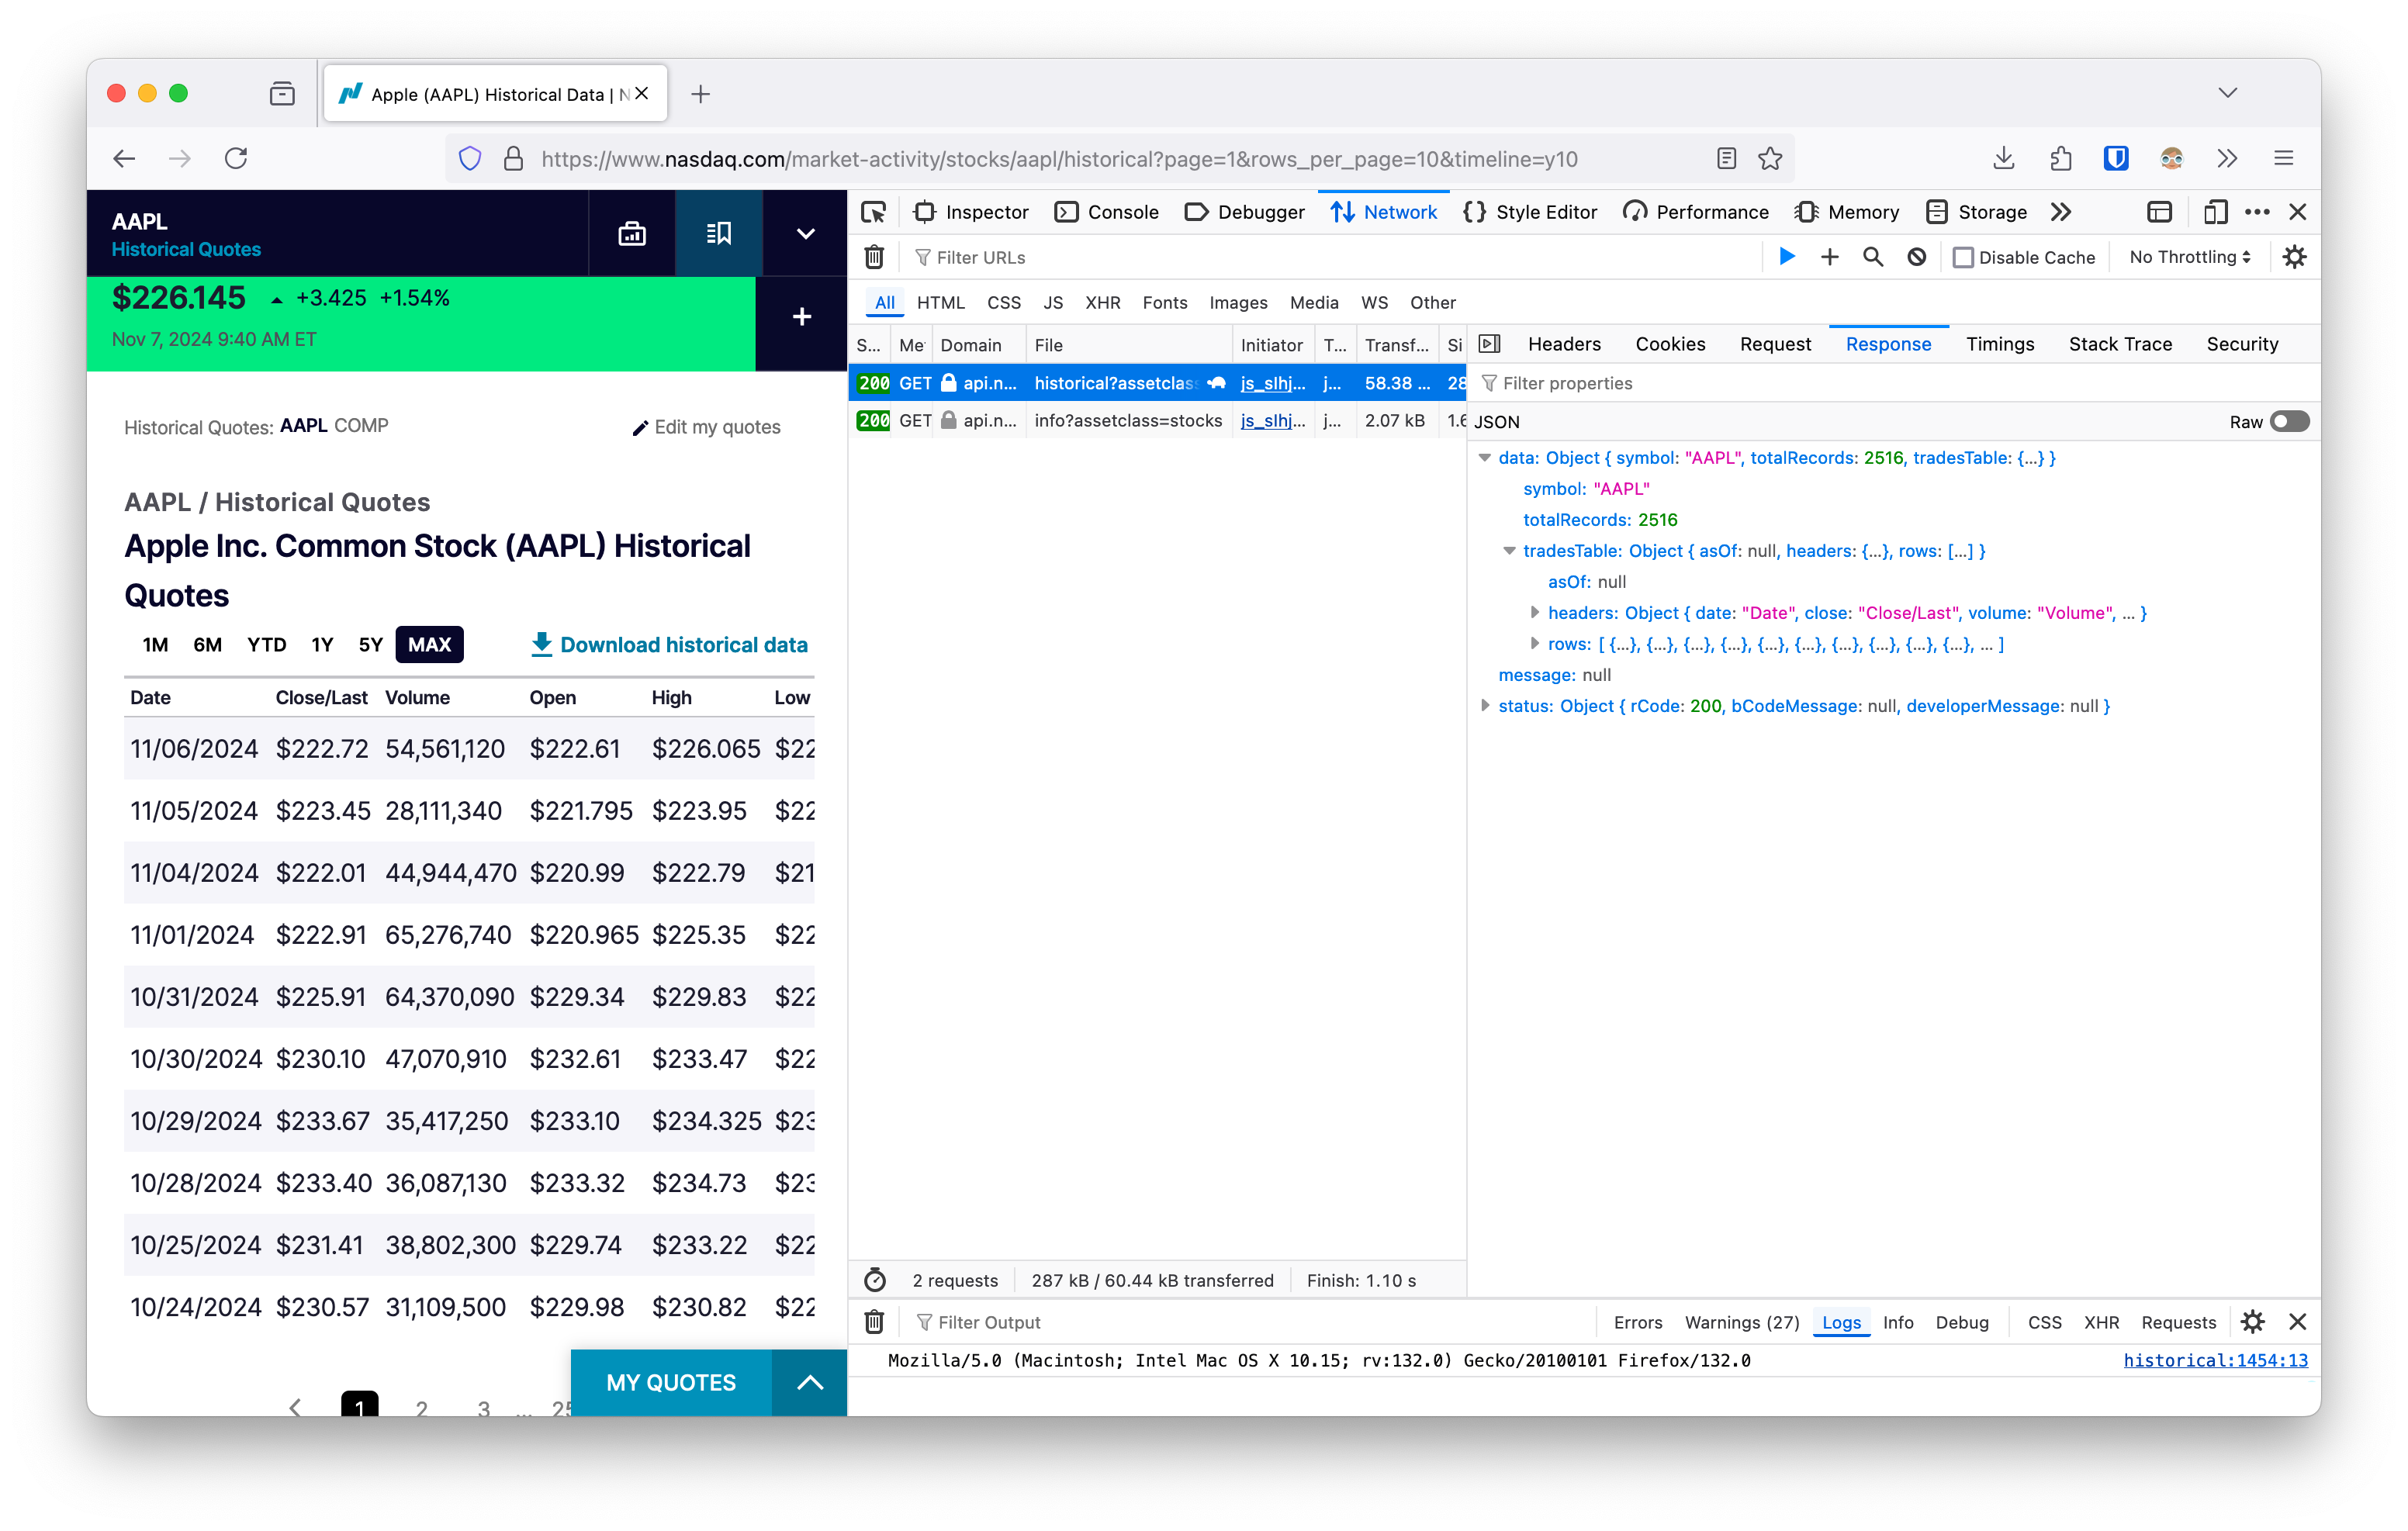 Apple (AAPL) Historical Data | N
https://www.nasdaq.com/market-activity/stocks/aapl/historical?page=1&rows_per_page=10&timeline=y10
AAPL
Historical Quotes
$226.145 +3.425 +1.54%
Nov 7, 2024 9:40 AM ET
Historical Quotes: AAPL COMP Edit my quotes
AAPL / Historical Quotes
Apple Inc. Common Stock (AAPL) Historical
Quotes
1M 6M YTD 1Y 5Y MAX Download historical data
Date Close/Last Volume Open High Low
11/06/2024 $222.72 54,561,120 $222.61 $226.065 $22
11/05/2024 $223.45 28,111,340 $221.795 $223.95 $22
11/04/2024 $222.01 44,944,470 $220.99 $222.79 $21
11/01/2024 $222.91 65,276,740 $220.965 $225.35 $22
10/31/2024 $225.91 64,370,090 $229.34 $229.83 $22
10/30/2024 $230.10 47,070,910 $232.61 $233.47 $22
10/29/2024 $233.67 35,417,250 $233.10 $234.325 $23
10/28/2024 $233.40 36,087,130 $233.32 $234.73 $23
10/25/2024 $231.41 38,802,300 $229.74 $233.22 $22
10/24/2024 $230.57 31,109,500 $229.98 $230.82 $22
1 2 3 ... 25
MY QUOTES
Inspector Console Debugger Network Style Editor Performance Memory Storage
Filter URLs Disable Cache No Throttling
All HTML CSS JS XHR Fonts Images Media WS Other
S... Me Domain File Initiator T... Transf... Si
200 GET api.n... historical?assetclas js_slhj... j... 58.38 ... 28
200 GET api.n... info?assetclass=stocks js_slhj... j... 2.07 kB 1.6
Headers Cookies Request Response Timings Stack Trace Security
Filter properties
JSON Raw
data: Object { symbol: "AAPL", totalRecords: 2516, tradesTable: {…} }
symbol: "AAPL"
totalRecords: 2516
tradesTable: Object { asOf: null, headers: {…}, rows: […] }
asOf: null
headers: Object { date: "Date", close: "Close/Last", volume: "Volume", … }
rows: [ {…}, {…}, {…}, {…}, {…}, {…}, {…}, {…}, {…}, {…}, … ]
message: null
status: Object { rCode: 200, bCodeMessage: null, developerMessage: null }
2 requests 287 kB / 60.44 kB transferred Finish: 1.10 s
Filter Output Errors Warnings (27) Logs Info Debug CSS XHR Requests
Mozilla/5.0 (Macintosh; Intel Mac OS X 10.15; rv:132.0) Gecko/20100101 Firefox/132.0 historical:1454:13